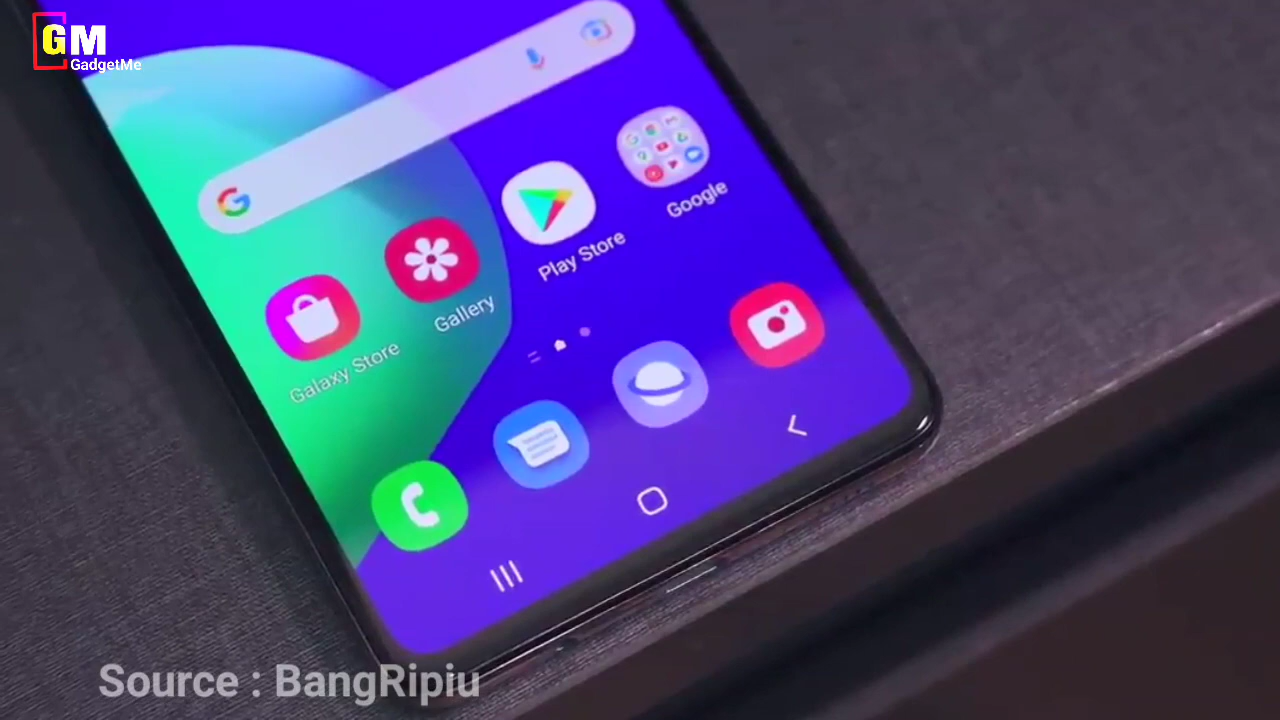 GM
GadgetMe
Galaxy Store
Gallery
Play Store
Google
Source : BangRipiu